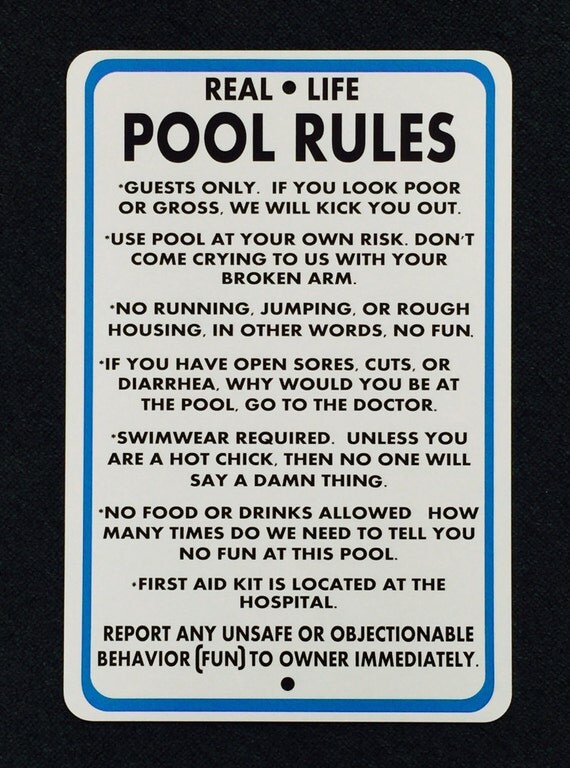 REAL • LIFE
POOL RULES
•GUESTS ONLY. IF YOU LOOK POOR
OR GROSS, WE WILL KICK YOU OUT.
•USE POOL AT YOUR OWN RISK. DON'T
COME CRYING TO US WITH YOUR
BROKEN ARM.
•NO RUNNING, JUMPING, OR ROUGH
HOUSING, IN OTHER WORDS, NO FUN.
•IF YOU HAVE OPEN SORES, CUTS, OR
DIARRHEA, WHY WOULD YOU BE AT
THE POOL, GO TO THE DOCTOR.
•SWIMWEAR REQUIRED. UNLESS YOU
ARE A HOT CHICK, THEN NO ONE WILL
SAY A DAMN THING.
•NO FOOD OR DRINKS ALLOWED HOW
MANY TIMES DO WE NEED TO TELL YOU
NO FUN AT THIS POOL.
•FIRST AID KIT IS LOCATED AT THE
HOSPITAL.
REPORT ANY UNSAFE OR OBJECTIONABLE
BEHAVIOR (FUN) TO OWNER IMMEDIATELY.